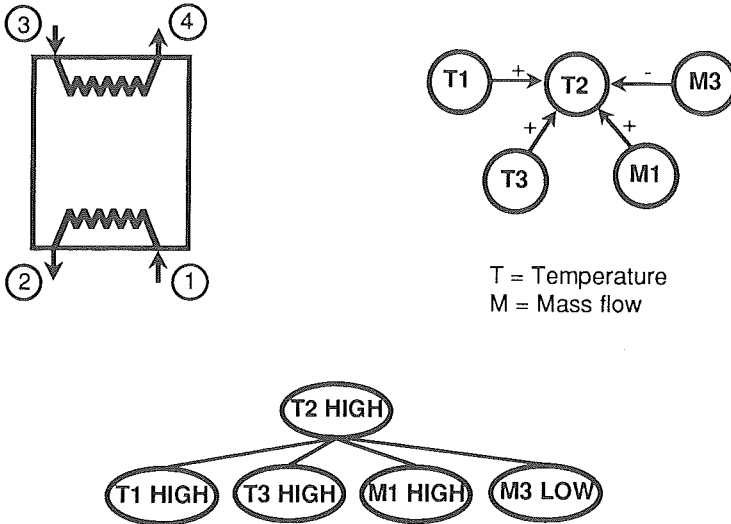 3
4
2
1
T1
+
T2
-
M3
+
+
T3
M1
T = Temperature
M = Mass flow
T2 HIGH
T1 HIGH
T3 HIGH
M1 HIGH
M3 LOW